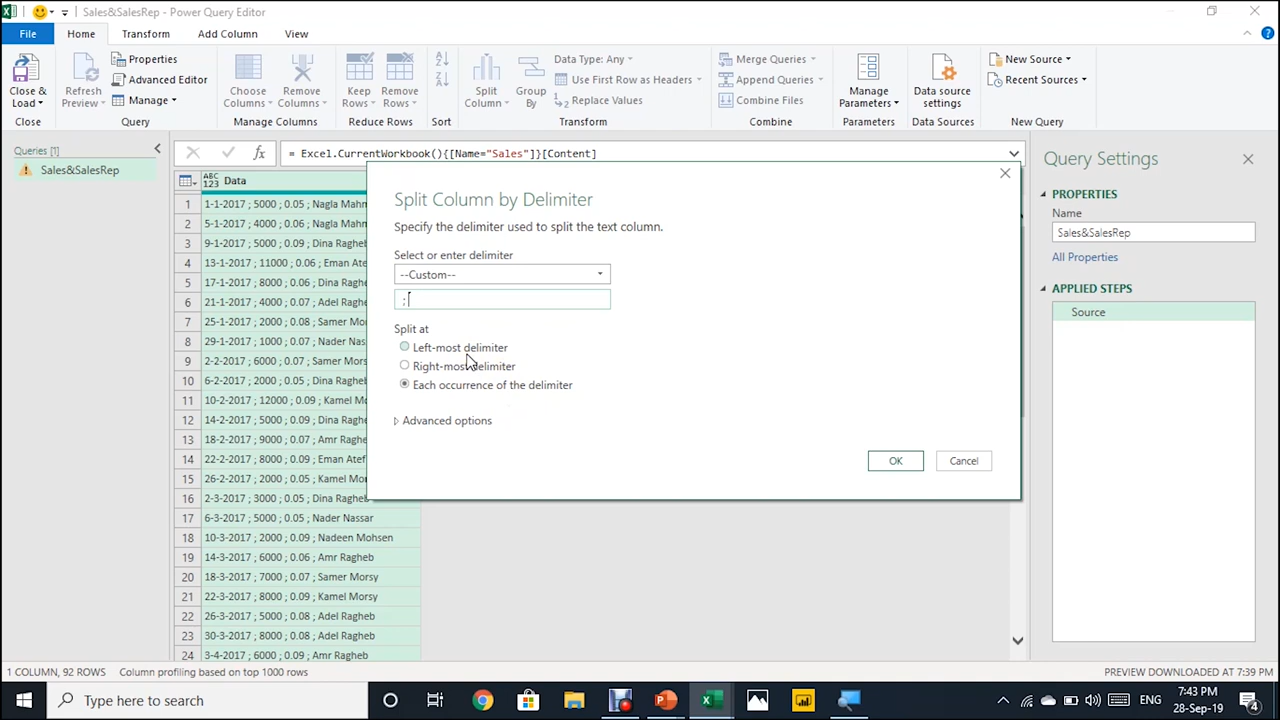 Sales&SalesRep - Power Query Editor
File
Home
Transform
Add Column
View
Close & Load
Refresh Preview
Properties
Advanced Editor
Manage
Choose Columns
Remove Columns
Keep Rows
Remove Rows
Split Column
Group By
Data Type: Any
Use First Row as Headers
Replace Values
Merge Queries
Append Queries
Combine Files
Manage Parameters
Data source settings
New Source
Recent Sources
Close
Query
Manage Columns
Reduce Rows
Sort
Transform
Combine
Parameters
Data Sources
New Query
Queries [1]
Sales&SalesRep
fx
= Excel.CurrentWorkbook(){[Name="Sales"]}[Content]
ABC 123 Data
1 1-1-2017 ; 5000 ; 0.05 ; Nagla Mahm
2 5-1-2017 ; 4000 ; 0.06 ; Eman Atef
3 9-1-2017 ; 5000 ; 0.09 ; Dina Ragheb
4 13-1-2017 ; 11000 ; 0.06 ; Eman Ate
5 17-1-2017 ; 8000 ; 0.06 ; Dina Raghe
6 21-1-2017 ; 4000 ; 0.07 ; Adel Raghe
7 25-1-2017 ; 2000 ; 0.08 ; Samer Mor
8 29-1-2017 ; 1000 ; 0.07 ; Nader Nas
9 2-2-2017 ; 6000 ; 0.07 ; Samer Mors
10 6-2-2017 ; 2000 ; 0.05 ; Dina Ragheb
11 10-2-2017 ; 12000 ; 0.09 ; Kamel Mo
12 14-2-2017 ; 5000 ; 0.09 ; Dina Raghe
13 18-2-2017 ; 9000 ; 0.07 ; Amr Raghe
14 22-2-2017 ; 8000 ; 0.09 ; Eman Atef
15 26-2-2017 ; 2000 ; 0.05 ; Kamel Mor
16 2-3-2017 ; 3000 ; 0.05 ; Dina Ragheb
17 6-3-2017 ; 5000 ; 0.05 ; Nader Nassar
18 10-3-2017 ; 2000 ; 0.09 ; Nadeen Mohsen
19 14-3-2017 ; 6000 ; 0.06 ; Amr Ragheb
20 18-3-2017 ; 7000 ; 0.07 ; Samer Morsy
21 22-3-2017 ; 8000 ; 0.09 ; Kamel Morsy
22 26-3-2017 ; 5000 ; 0.08 ; Adel Ragheb
23 30-3-2017 ; 8000 ; 0.08 ; Adel Ragheb
24 3-4-2017 ; 6000 ; 0.09 ; Amr Ragheb
Split Column by Delimiter
Specify the delimiter used to split the text column.
Select or enter delimiter
--Custom--
;
Split at
Left-most delimiter
Right-most delimiter
Each occurrence of the delimiter
Advanced options
OK
Cancel
Query Settings
PROPERTIES
Name
Sales&SalesRep
All Properties
APPLIED STEPS
Source
1 COLUMN, 92 ROWS
Column profiling based on top 1000 rows
PREVIEW DOWNLOADED AT 7:39 PM
Type here to search
ENG
7:43 PM
28-Sep-19
4